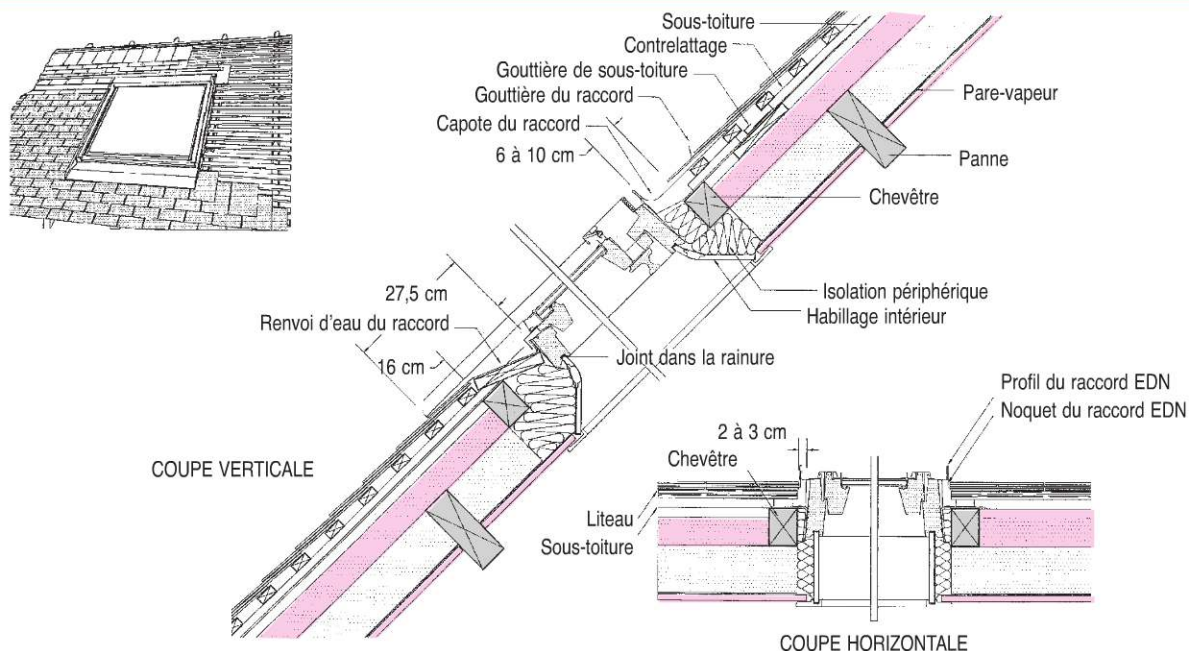 Sous-toiture
Contrelattage
Gouttière de sous-toiture
Gouttière du raccord
Capote du raccord
6 à 10 cm
Pare-vapeur
Panne
Chevêtre
Isolation périphérique
Habillage intérieur
27,5 cm
Renvoi d'eau du raccord
16 cm
Joint dans la rainure
COUPE VERTICALE
Profil du raccord EDN
Noquet du raccord EDN
2 à 3 cm
Chevêtre
Liteau
Sous-toiture
COUPE HORIZONTALE